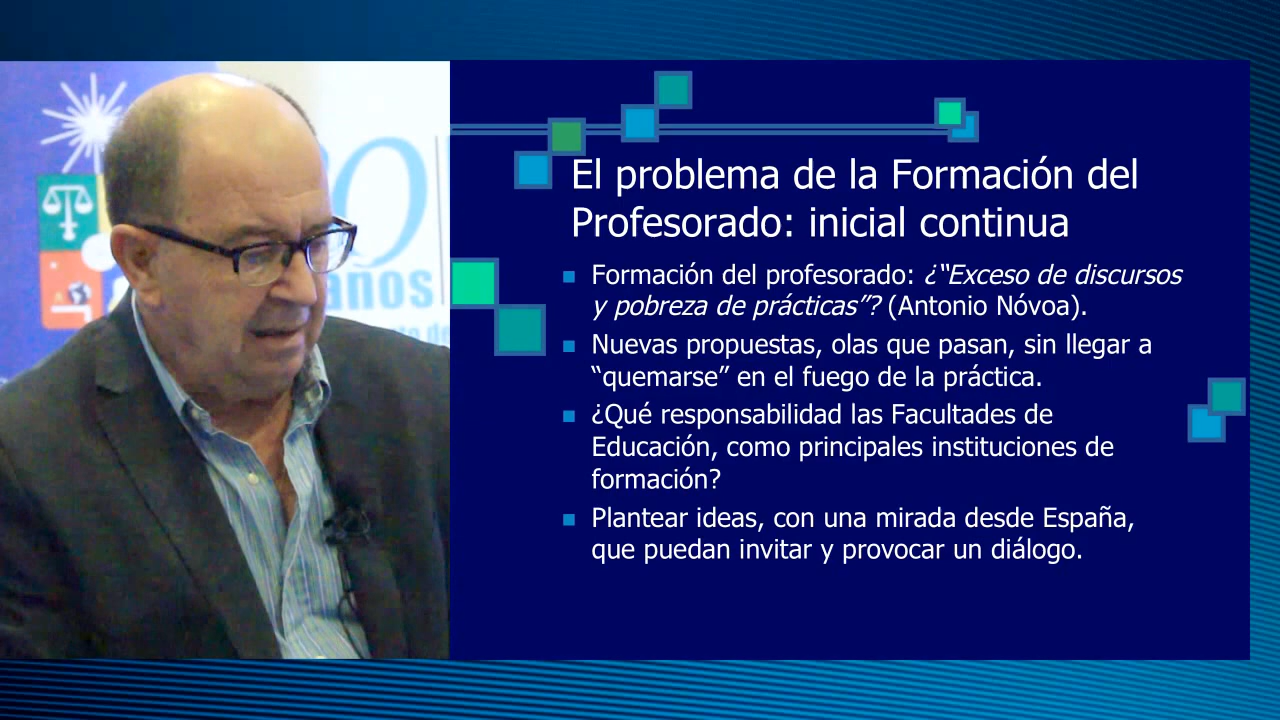 El problema de la Formación del
Profesorado: inicial continua
Formación del profesorado: ¿“Exceso de discursos
y pobreza de prácticas”? (Antonio Nóvoa).
Nuevas propuestas, olas que pasan, sin llegar a
“quemarse” en el fuego de la práctica.
¿Qué responsabilidad las Facultades de
Educación, como principales instituciones de
formación?
Plantear ideas, con una mirada desde España,
que puedan invitar y provocar un diálogo.
años